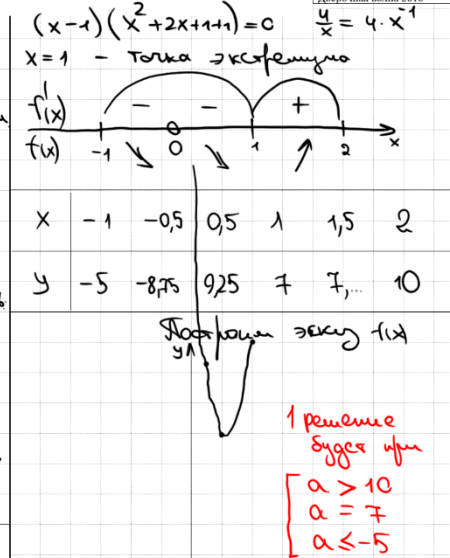 (x-1)(x²+2x+1+1)=0 4/x = 4·x⁻¹
x=1 - точка экстремума
f'(x) - - +
f(x) -1 0 1 2 x
x -1 -0,5 0,5 1 1,5 2
y -5 -8,75 9,25 7 7,... 10
Построим эскиз f(x)
y
1 решение
будет при
a > 10
a = 7
a ≤ -5